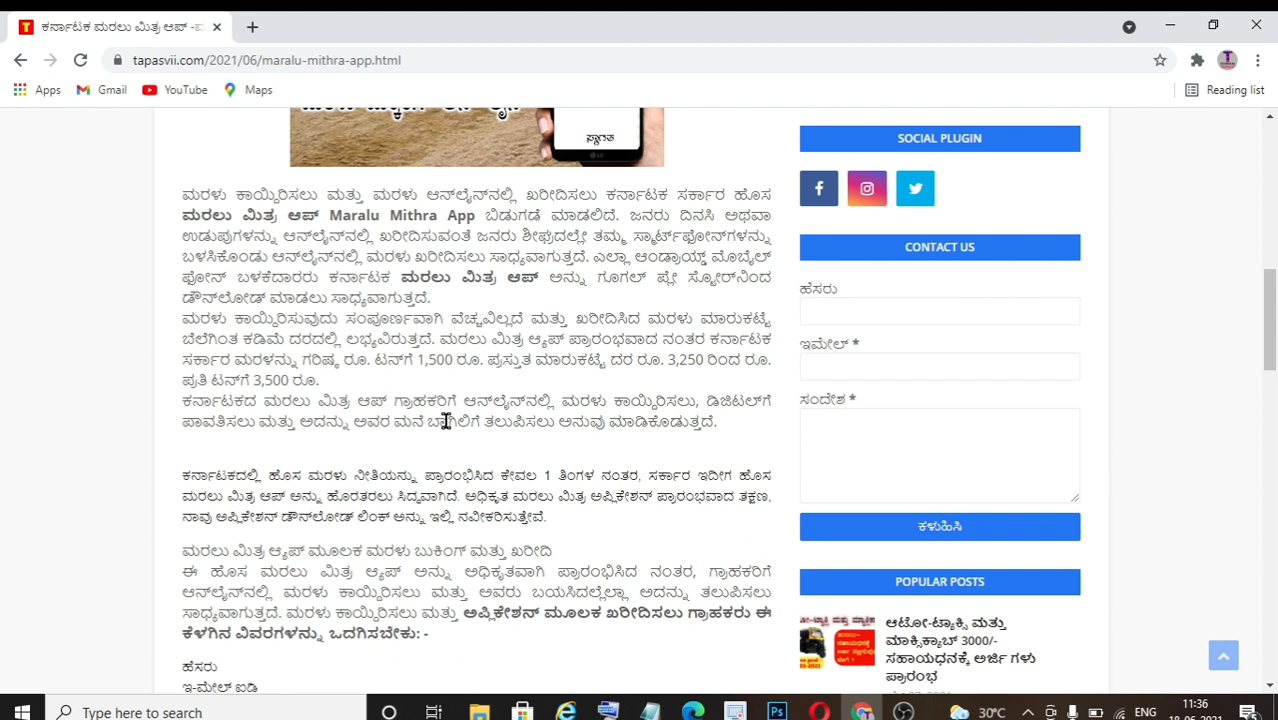 ಕರ್ನಾಟಕ ಮರಲು ಮಿತ್ರ ಆಪ್
tapasvii.com/2021/06/maralu-mithra-app.html
Apps Gmail YouTube Maps Reading list
ಸ್ವಾಗತ
ಮರಳು ಕಾಯ್ದಿರಿಸಲು ಮತ್ತು ಮರಳು ಆನ್‌ಲೈನ್‌ನಲ್ಲಿ ಖರೀದಿಸಲು ಕರ್ನಾಟಕ ಸರ್ಕಾರ ಹೊಸ
ಮರಲು ಮಿತ್ರ ಆಪ್ Maralu Mithra App ಬಿಡುಗಡೆ ಮಾಡಲಿದೆ. ಜನರು ದಿನಸಿ ಅಥವಾ
ಉಡುಪುಗಳನ್ನು ಆನ್‌ಲೈನ್‌ನಲ್ಲಿ ಖರೀದಿಸುವಂತೆ ಜನರು ಶೀಘ್ರದಲ್ಲೇ ತಮ್ಮ ಸ್ಮಾರ್ಟ್‌ಫೋನ್‌ಗಳನ್ನು
ಬಳಸಿಕೊಂಡು ಆನ್‌ಲೈನ್‌ನಲ್ಲಿ ಮರಳು ಖರೀದಿಸಲು ಸಾಧ್ಯವಾಗುತ್ತದೆ. ಎಲ್ಲಾ ಆಂಡ್ರಾಯ್ಡ್ ಮೊಬೈಲ್
ಫೋನ್ ಬಳಕೆದಾರರು ಕರ್ನಾಟಕ ಮರಲು ಮಿತ್ರ ಆಪ್ ಅನ್ನು ಗೂಗಲ್ ಪ್ಲೇ ಸ್ಟೋರ್‌ನಿಂದ
ಡೌನ್‌ಲೋಡ್ ಮಾಡಲು ಸಾಧ್ಯವಾಗುತ್ತದೆ.
ಮರಳು ಕಾಯ್ದಿರಿಸುವುದು ಸಂಪೂರ್ಣವಾಗಿ ವೆಚ್ಚವಿಲ್ಲದೆ ಮತ್ತು ಖರೀದಿಸಿದ ಮರಳು ಮಾರುಕಟ್ಟೆ
ಬೆಲೆಗಿಂತ ಕಡಿಮೆ ದರದಲ್ಲಿ ಲಭ್ಯವಿರುತ್ತದೆ. ಮರಲು ಮಿತ್ರ ಆ್ಯಪ್ ಪ್ರಾರಂಭವಾದ ನಂತರ ಕರ್ನಾಟಕ
ಸರ್ಕಾರ ಮರಳನ್ನು ಗರಿಷ್ಠ ರೂ. ಟನ್‌ಗೆ 1,500 ರೂ. ಪ್ರಸ್ತುತ ಮಾರುಕಟ್ಟೆ ದರ ರೂ. 3,250 ರಿಂದ ರೂ.
ಪ್ರತಿ ಟನ್‌ಗೆ 3,500 ರೂ.
ಕರ್ನಾಟಕದ ಮರಲು ಮಿತ್ರ ಆಪ್ ಗ್ರಾಹಕರಿಗೆ ಆನ್‌ಲೈನ್‌ನಲ್ಲಿ ಮರಳು ಕಾಯ್ದಿರಿಸಲು, ಡಿಜಿಟಲ್‌ಗೆ
ಪಾವತಿಸಲು ಮತ್ತು ಅದನ್ನು ಅವರ ಮನೆ ಬಾಗಿಲಿಗೆ ತಲುಪಿಸಲು ಅನುವು ಮಾಡಿಕೊಡುತ್ತದೆ.
ಕರ್ನಾಟಕದಲ್ಲಿ ಹೊಸ ಮರಳು ನೀತಿಯನ್ನು ಪ್ರಾರಂಭಿಸಿದ ಕೇವಲ 1 ತಿಂಗಳ ನಂತರ, ಸರ್ಕಾರ ಇದೀಗ ಹೊಸ
ಮರಲು ಮಿತ್ರ ಆಪ್ ಅನ್ನು ಹೊರತರಲು ಸಿದ್ಧವಾಗಿದೆ. ಅಧಿಕೃತ ಮರಲು ಮಿತ್ರ ಅಪ್ಲಿಕೇಶನ್ ಪ್ರಾರಂಭವಾದ ತಕ್ಷಣ,
ನಾವು ಅಪ್ಲಿಕೇಶನ್ ಡೌನ್‌ಲೋಡ್ ಲಿಂಕ್ ಅನ್ನು ಇಲ್ಲಿ ನವೀಕರಿಸುತ್ತೇವೆ.
ಮರಲು ಮಿತ್ರ ಆ್ಯಪ್ ಮೂಲಕ ಮರಳು ಬುಕಿಂಗ್ ಮತ್ತು ಖರೀದಿ
ಈ ಹೊಸ ಮರಲು ಮಿತ್ರ ಆ್ಯಪ್ ಅನ್ನು ಅಧಿಕೃತವಾಗಿ ಪ್ರಾರಂಭಿಸಿದ ನಂತರ, ಗ್ರಾಹಕರಿಗೆ
ಆನ್‌ಲೈನ್‌ನಲ್ಲಿ ಮರಳು ಕಾಯ್ದಿರಿಸಲು ಮತ್ತು ಅವರು ಬಯಸಿದಲ್ಲೆಲ್ಲಾ ಅದನ್ನು ತಲುಪಿಸಲು
ಸಾಧ್ಯವಾಗುತ್ತದೆ. ಮರಳು ಕಾಯ್ದಿರಿಸಲು ಮತ್ತು ಅಪ್ಲಿಕೇಶನ್ ಮೂಲಕ ಖರೀದಿಸಲು ಗ್ರಾಹಕರು ಈ
ಕೆಳಗಿನ ವಿವರಗಳನ್ನು ಒದಗಿಸಬೇಕು: -
ಹೆಸರು
ಇ-ಮೇಲ್ ಐಡಿ
SOCIAL PLUGIN
CONTACT US
ಹೆಸರು
ಇಮೇಲ್ *
ಸಂದೇಶ *
ಕಳುಹಿಸಿ
POPULAR POSTS
ಆಟೋ-ಟ್ಯಾಕ್ಸಿ ಮತ್ತು
ಮಾಕ್ಸಿಕ್ಯಾಬ್ 3000/-
ಸಹಾಯಧನಕ್ಕೆ ಅರ್ಜಿ ಗಳು
ಪ್ರಾರಂಭ
Type here to search
30°C ENG
11:36
18-06-2021